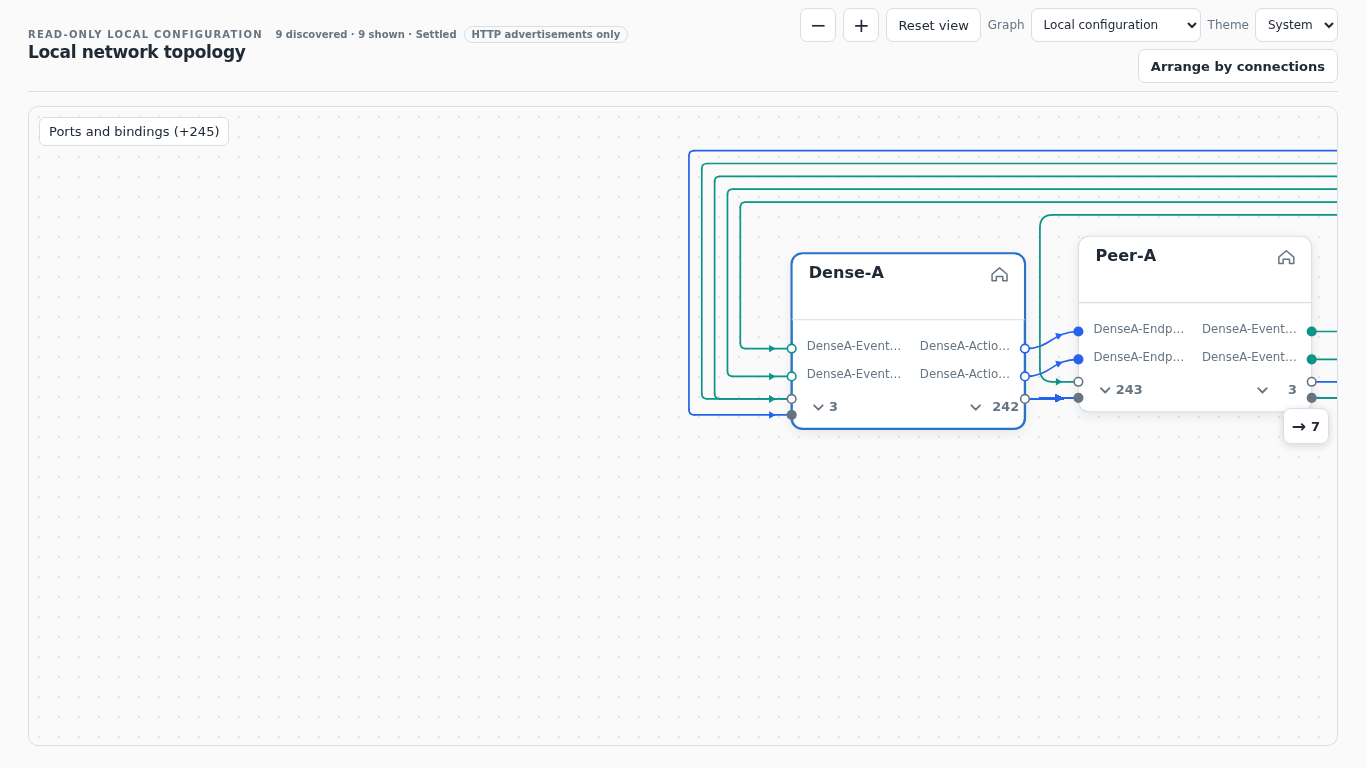 READ-ONLY LOCAL CONFIGURATION 9 discovered · 9 shown · Settled HTTP advertisements only
Local network topology
− + Reset view Graph Local configuration Theme System
Arrange by connections
Ports and bindings (+245)
Dense-A
DenseA-Event… DenseA-Actio…
DenseA-Event… DenseA-Actio…
3 242
Peer-A
DenseA-Endp… DenseA-Event…
DenseA-Endp… DenseA-Event…
243 3
→ 7